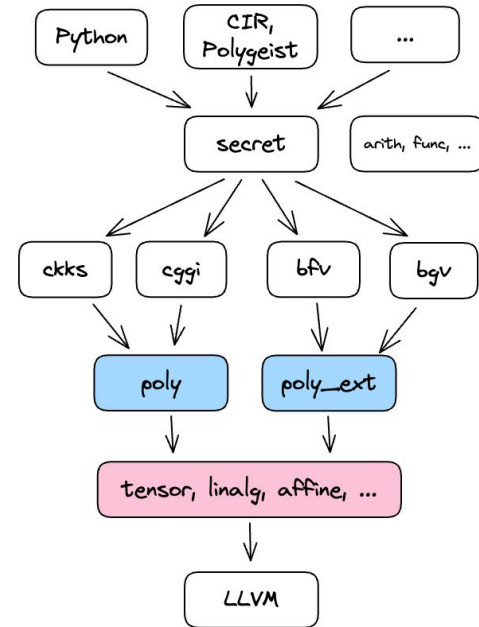 Python
CIR,
Polygeist
...
secret
arith, func, ...
ckks
cggi
bfv
bgv
poly
poly_ext
tensor, linalg, affine, ...
LLVM